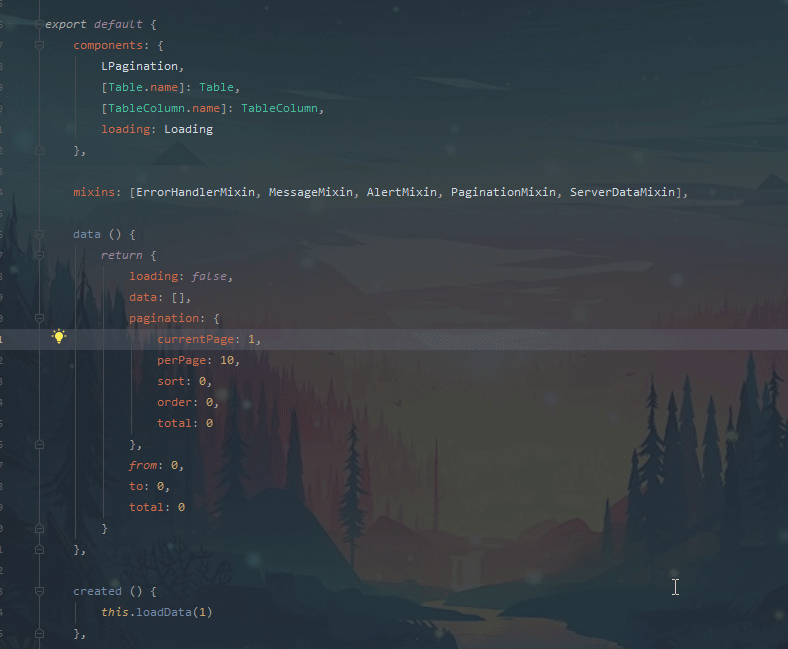 export default {
components: {
LPagination,
[Table.name]: Table,
[TableColumn.name]: TableColumn,
loading: Loading
},
mixins: [ErrorHandlerMixin, MessageMixin, AlertMixin, PaginationMixin, ServerDataMixin],
data () {
return {
loading: false,
data: [],
pagination: {
currentPage: 1,
perPage: 10,
sort: 0,
order: 0,
total: 0
},
from: 0,
to: 0,
total: 0
}
},
created () {
this.loadData(1)
},